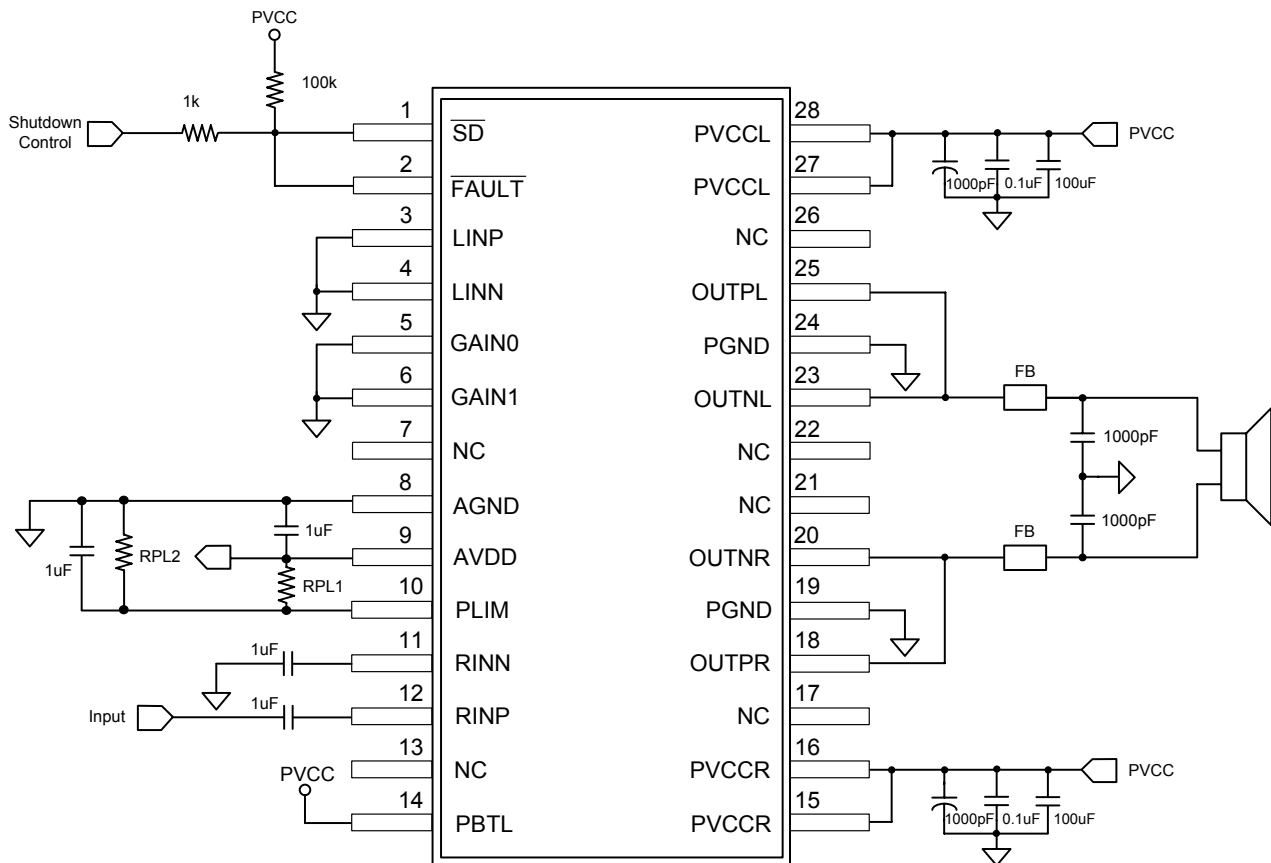 PVCC
100k
1k
Shutdown
Control
1
SD
2
FAULT
3
LINP
4
LINN
5
GAIN0
6
GAIN1
7
NC
8
AGND
1uF
RPL2
1uF
9
AVDD
RPL1
10
PLIM
11
1uF
RINN
12
Input
1uF
RINP
13
NC
PVCC
14
PBTL
28
PVCCL
PVCC
27
PVCCL
1000pF
0.1uF
100uF
26
NC
25
OUTPL
24
PGND
23
OUTNL
FB
22
NC
1000pF
21
NC
1000pF
20
OUTNR
FB
19
PGND
18
OUTPR
17
NC
16
PVCCR
PVCC
15
PVCCR
1000pF
0.1uF
100uF